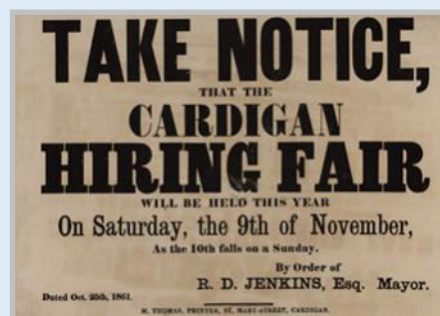 TAKE NOTICE,
THAT THE
CARDIGAN
HIRING FAIR
WILL BE HELD THIS YEAR
On Saturday, the 9th of November,
As the 10th falls on a Sunday.
By Order of
R. D. JENKINS, Esq. Mayor.
Dated Oct. 25th, 1861.
M. THOMAS, PRINTER, ST. MARY-STREET, CARDIGAN.